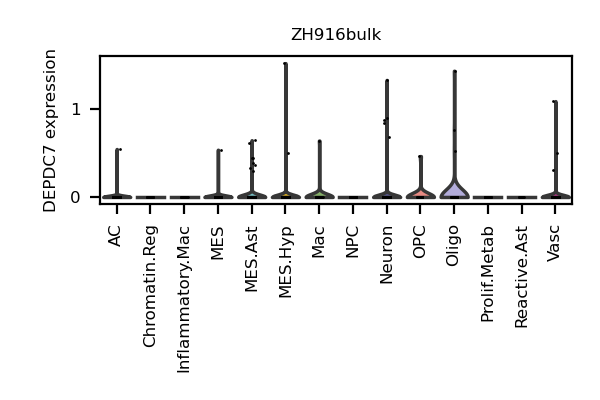 ZH916bulk
DEPDC7 expression
1
0
AC
Chromatin.Reg
Inflammatory.Mac
MES
MES.Ast
MES.Hyp
Mac
NPC
Neuron
OPC
Oligo
Prolif.Metab
Reactive.Ast
Vasc